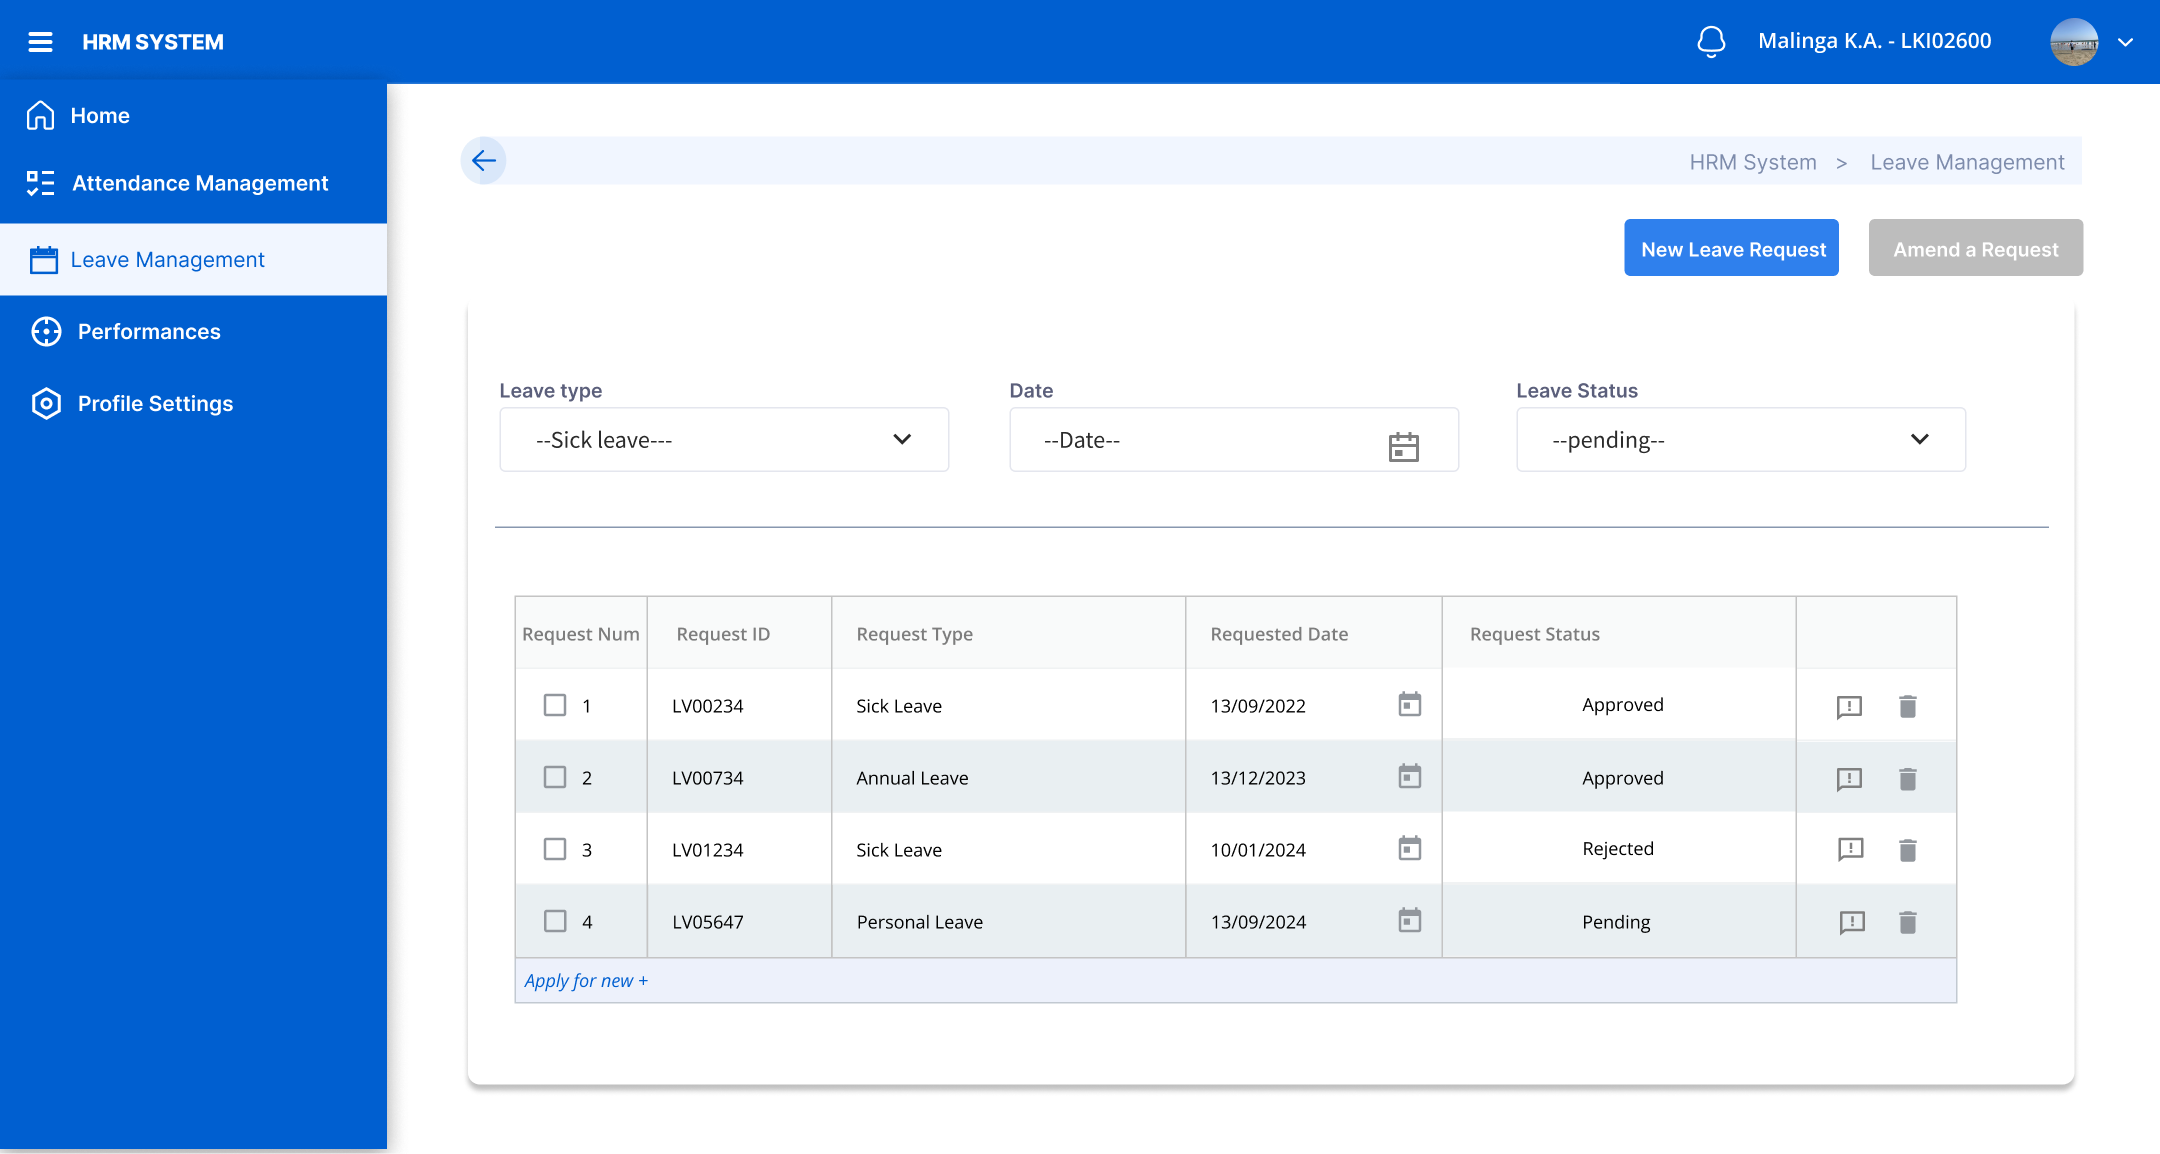 HRM SYSTEM
Malinga K.A. - LKI02600
Home
Attendance Management
Leave Management
Performances
Profile Settings
HRM System > Leave Management
New Leave Request
Amend a Request
Leave type
Date
Leave Status
--Sick leave---
--Date--
--pending--
Request Num Request ID Request Type Requested Date Request Status
1 LV00234 Sick Leave 13/09/2022 Approved
2 LV00734 Annual Leave 13/12/2023 Approved
3 LV01234 Sick Leave 10/01/2024 Rejected
4 LV05647 Personal Leave 13/09/2024 Pending
Apply for new +